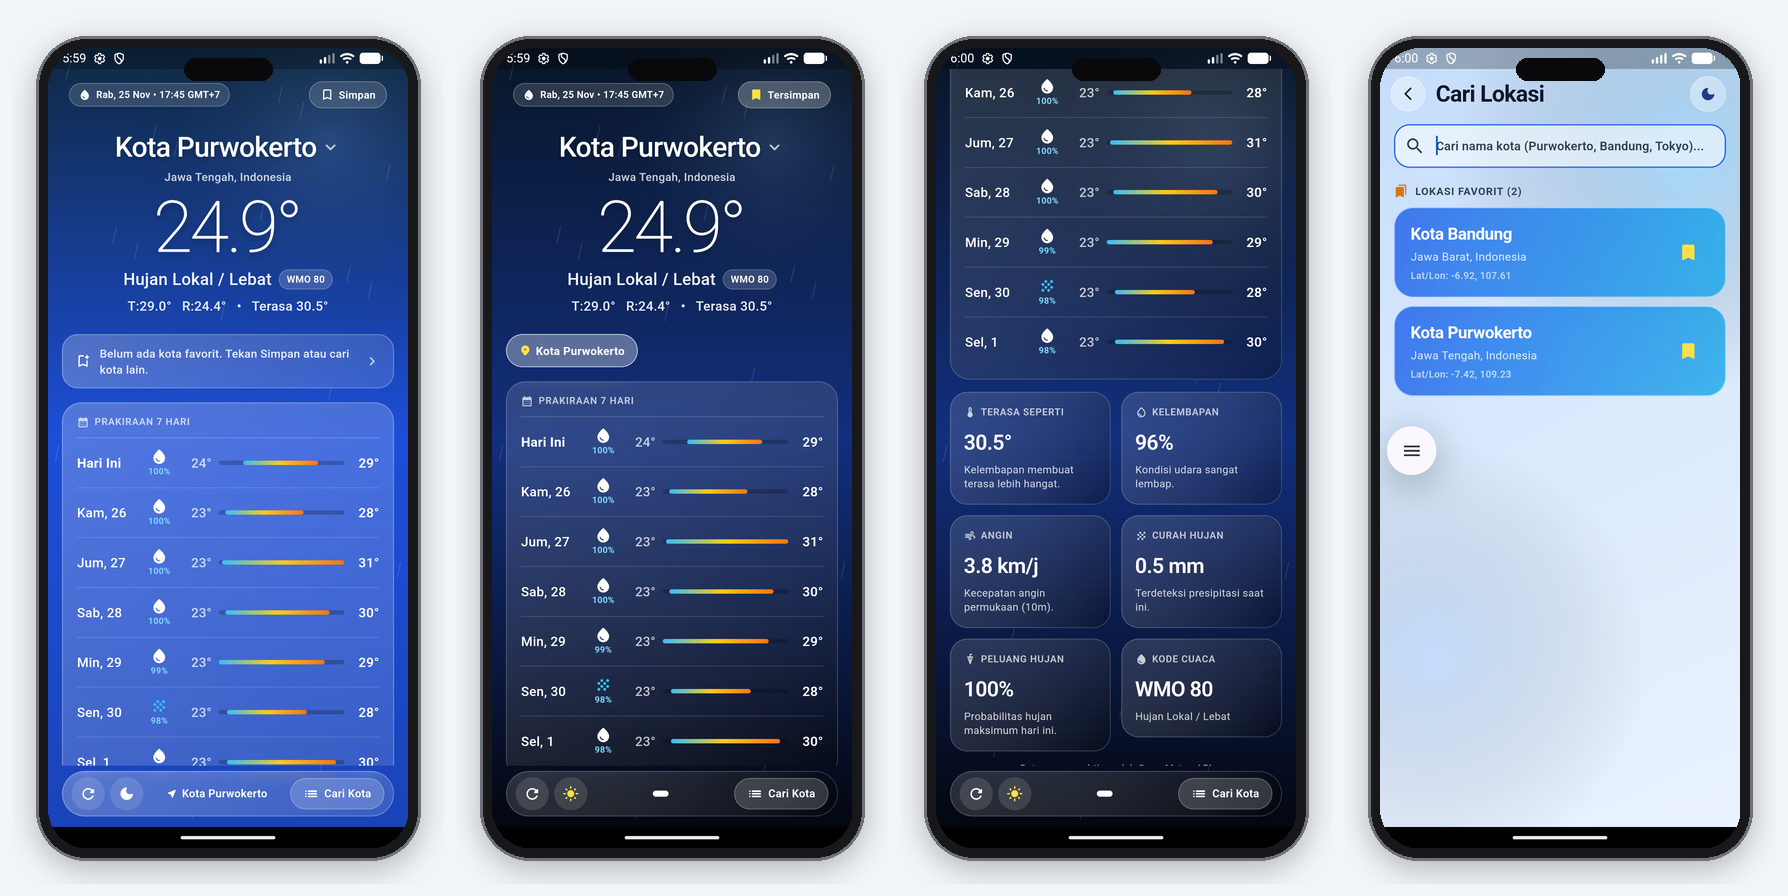 5:59
Rab, 25 Nov • 17:45 GMT+7
Simpan
Kota Purwokerto
Jawa Tengah, Indonesia
24.9°
Hujan Lokal / Lebat
WMO 80
T:29.0° R:24.4° • Terasa 30.5°
Belum ada kota favorit. Tekan Simpan atau cari
kota lain.
PRAKIRAAN 7 HARI
Hari Ini 100% 24° 29°
Kam, 26 100% 23° 28°
Jum, 27 100% 23° 31°
Sab, 28 100% 23° 30°
Min, 29 99% 23° 29°
Sen, 30 98% 23° 28°
Sel, 1 23° 30°
Kota Purwokerto
Cari Kota
5:59
Rab, 25 Nov • 17:45 GMT+7
Tersimpan
Kota Purwokerto
Jawa Tengah, Indonesia
24.9°
Hujan Lokal / Lebat
WMO 80
T:29.0° R:24.4° • Terasa 30.5°
Kota Purwokerto
PRAKIRAAN 7 HARI
Hari Ini 100% 24° 29°
Kam, 26 100% 23° 28°
Jum, 27 100% 23° 31°
Sab, 28 100% 23° 30°
Min, 29 99% 23° 29°
Sen, 30 98% 23° 28°
Sel, 1 98% 23° 30°
Cari Kota
6:00
Kam, 26 100% 23° 28°
Jum, 27 100% 23° 31°
Sab, 28 100% 23° 30°
Min, 29 99% 23° 29°
Sen, 30 98% 23° 28°
Sel, 1 98% 23° 30°
TERASA SEPERTI
30.5°
Kelembapan membuat
terasa lebih hangat.
KELEMBAPAN
96%
Kondisi udara sangat
lembap.
ANGIN
3.8 km/j
Kecepatan angin
permukaan (10m).
CURAH HUJAN
0.5 mm
Terdeteksi presipitasi saat
ini.
PELUANG HUJAN
100%
Probabilitas hujan
maksimum hari ini.
KODE CUACA
WMO 80
Hujan Lokal / Lebat
Cari Kota
6:00
Cari Lokasi
Cari nama kota (Purwokerto, Bandung, Tokyo)...
LOKASI FAVORIT (2)
Kota Bandung
Jawa Barat, Indonesia
Lat/Lon: -6.92, 107.61
Kota Purwokerto
Jawa Tengah, Indonesia
Lat/Lon: -7.42, 109.23